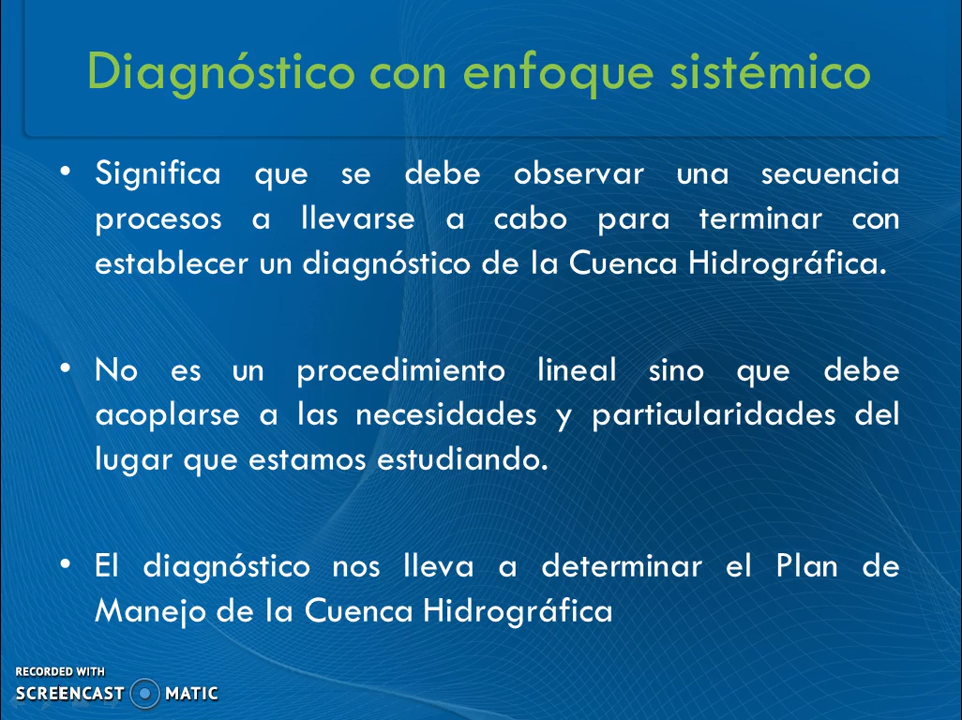 Diagnóstico con enfoque sistémico
• Significa que se debe observar una secuencia
procesos a llevarse a cabo para terminar con
establecer un diagnóstico de la Cuenca Hidrográfica.
• No es un procedimiento lineal sino que debe
acoplarse a las necesidades y particularidades del
lugar que estamos estudiando.
• El diagnóstico nos lleva a determinar el Plan de
Manejo de la Cuenca Hidrográfica
RECORDED WITH
SCREENCAST MATIC